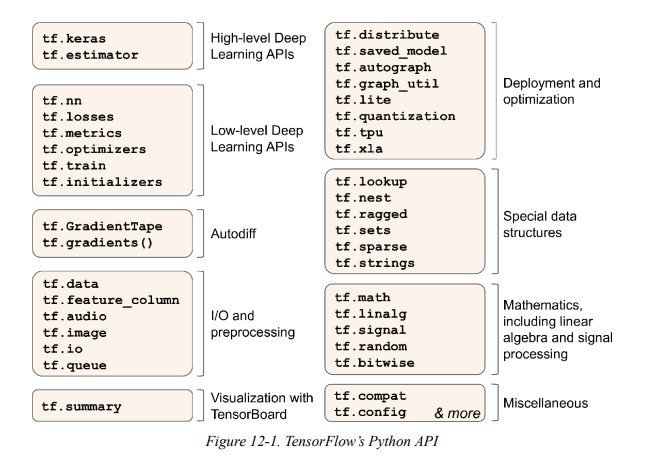 tf.keras
tf.estimator
High-level Deep
Learning APIs
tf.nn
tf.losses
tf.metrics
tf.optimizers
tf.train
tf.initializers
Low-level Deep
Learning APIs
tf.GradientTape
tf.gradients()
Autodiff
tf.data
tf.feature_column
tf.audio
tf.image
tf.io
tf.queue
I/O and
preprocessing
tf.summary
Visualization with
TensorBoard
tf.distribute
tf.saved_model
tf.autograph
tf.graph_util
tf.lite
tf.quantization
tf.tpu
tf.xla
Deployment and
optimization
tf.lookup
tf.nest
tf.ragged
tf.sets
tf.sparse
tf.strings
Special data
structures
tf.math
tf.linalg
tf.signal
tf.random
tf.bitwise
Mathematics,
including linear
algebra and signal
processing
tf.compat
tf.config & more
Miscellaneous
Figure 12-1. TensorFlow's Python API